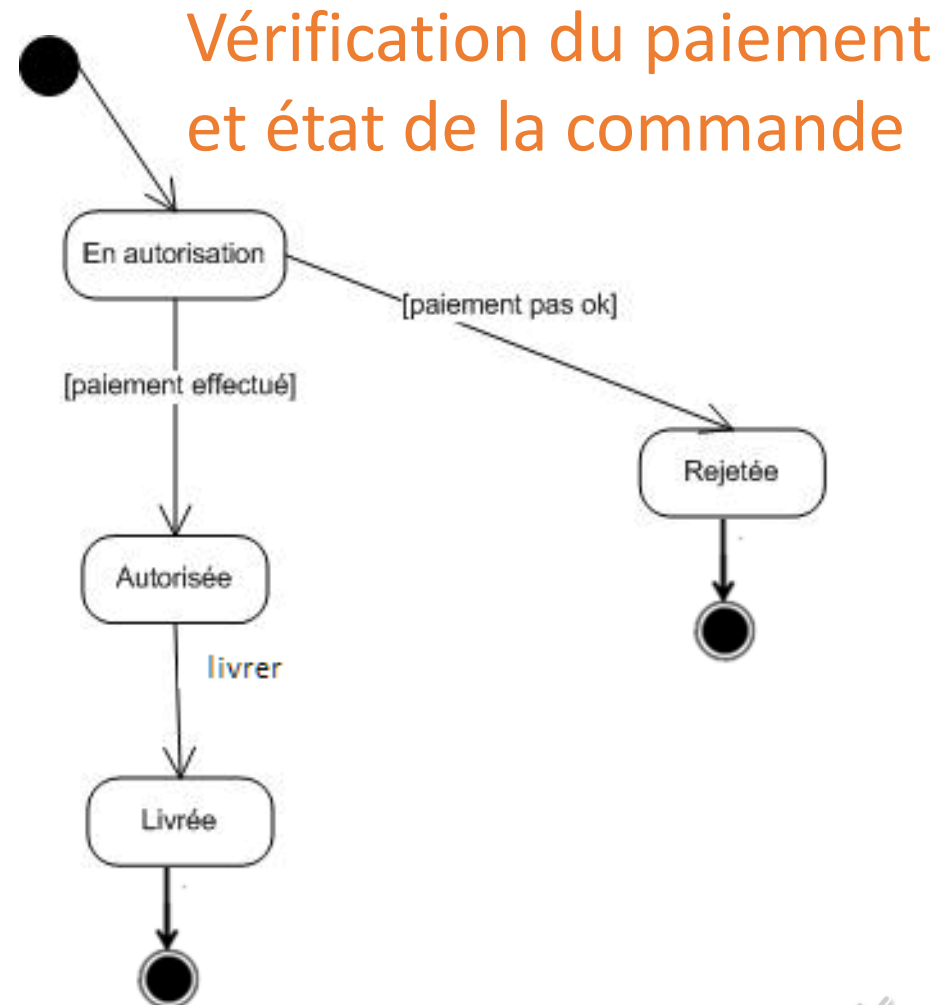 Vérification du paiement
et état de la commande
En autorisation
[paiement pas ok]
[paiement effectué]
Rejetée
Autorisée
livrer
Livrée